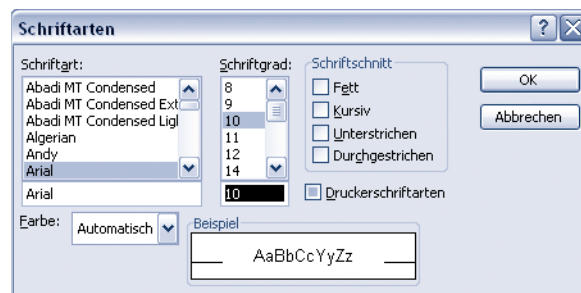 Schriftarten
Schriftart:
Abadi MT Condensed
Abadi MT Condensed Ext
Abadi MT Condensed Ligl
Algerian
Andy
Arial
Arial
Schriftgrad:
8
9
10
11
12
14
10
Schriftschnitt
Fett
Kursiv
Unterstrichen
Durchgestrichen
Druckerschriftarten
OK
Abbrechen
Farbe:
Automatisch
Beispiel
AaBbCcYyZz